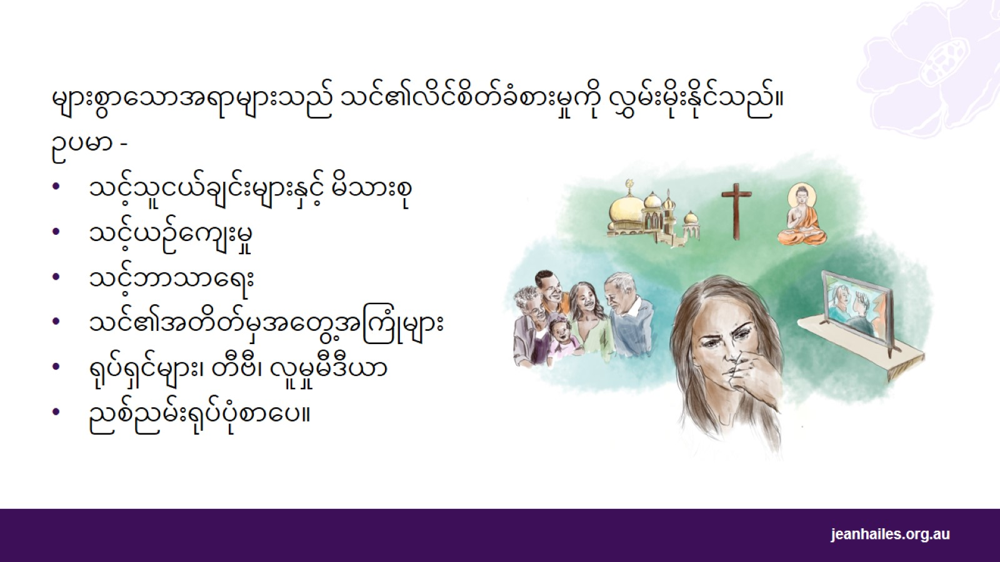 များစွာသောအရာများသည် သင်၏လိင်စိတ်ခံစားမှုကို လွှမ်းမိုးနိုင်သည်။
ဥပမာ -
• သင့်သူငယ်ချင်းများနှင့် မိသားစု
• သင့်ယဉ်ကျေးမှု
• သင့်ဘာသာရေး
• သင်၏အတိတ်မှအတွေ့အကြုံများ
• ရုပ်ရှင်များ၊ တီဗီ၊ လူမှုမီဒီယာ
• ညစ်ညမ်းရုပ်ပုံစာပေ။
jeanhailes.org.au